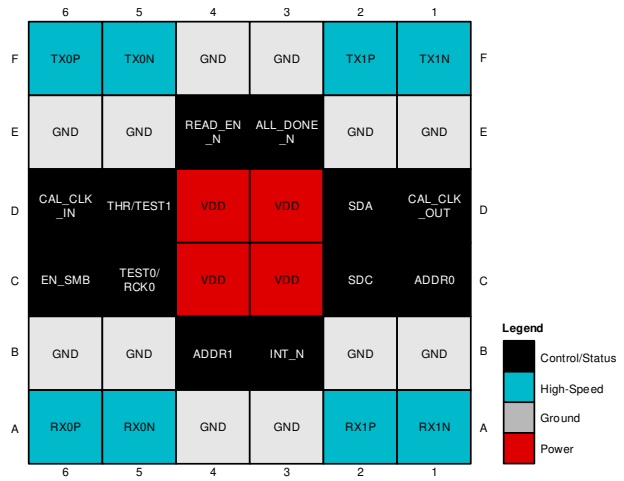 6 5 4 3 2 1
F TX0P TX0N GND GND TX1P TX1N F
E GND GND READ_EN
_N ALL_DONE
_N GND GND E
D CAL_CLK
_IN THR/TEST1 VDD VDD SDA CAL_CLK
_OUT D
C EN_SMB TEST0/
RCK0 VDD VDD SDC ADDR0 C
B GND GND ADDR1 INT_N GND GND B
A RX0P RX0N GND GND RX1P RX1N A
6 5 4 3 2 1
Legend
Control/Status
High-Speed
Ground
Power